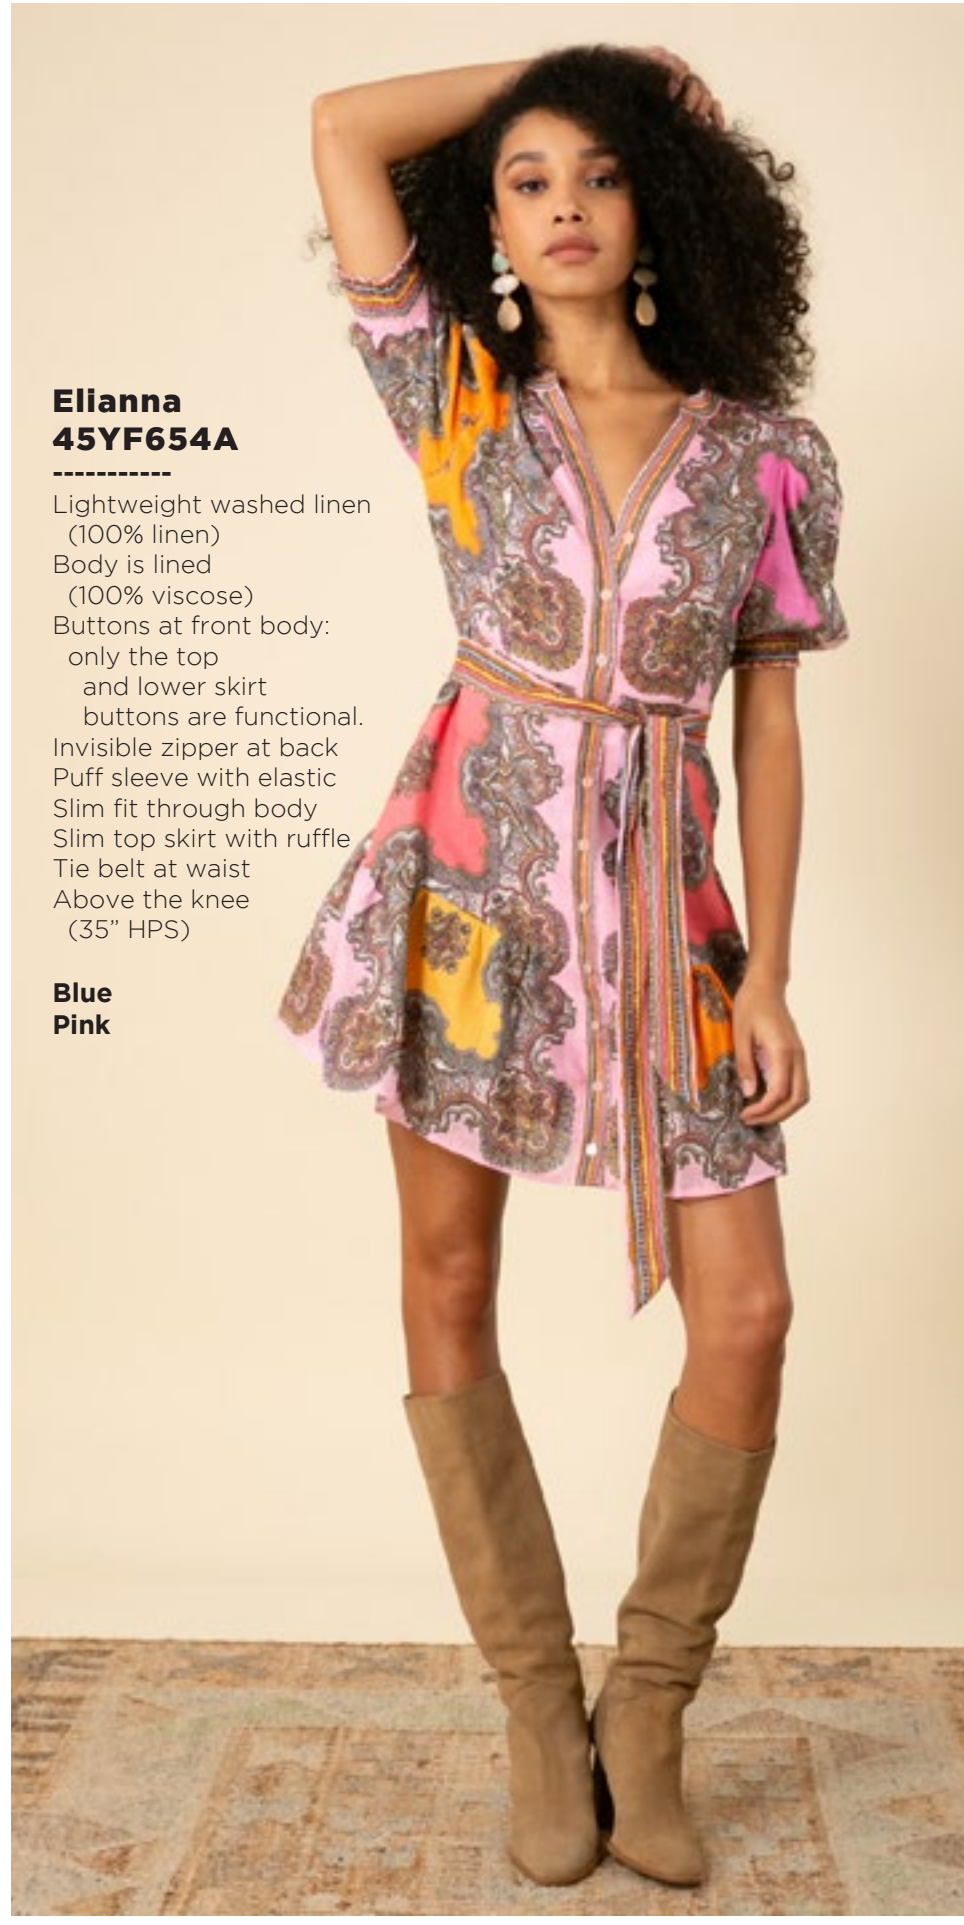 Elianna
45YF654A
-----------
Lightweight washed linen
(100% linen)
Body is lined
(100% viscose)
Buttons at front body:
only the top
and lower skirt
buttons are functional.
Invisible zipper at back
Puff sleeve with elastic
Slim fit through body
Slim top skirt with ruffle
Tie belt at waist
Above the knee
(35” HPS)
Blue
Pink